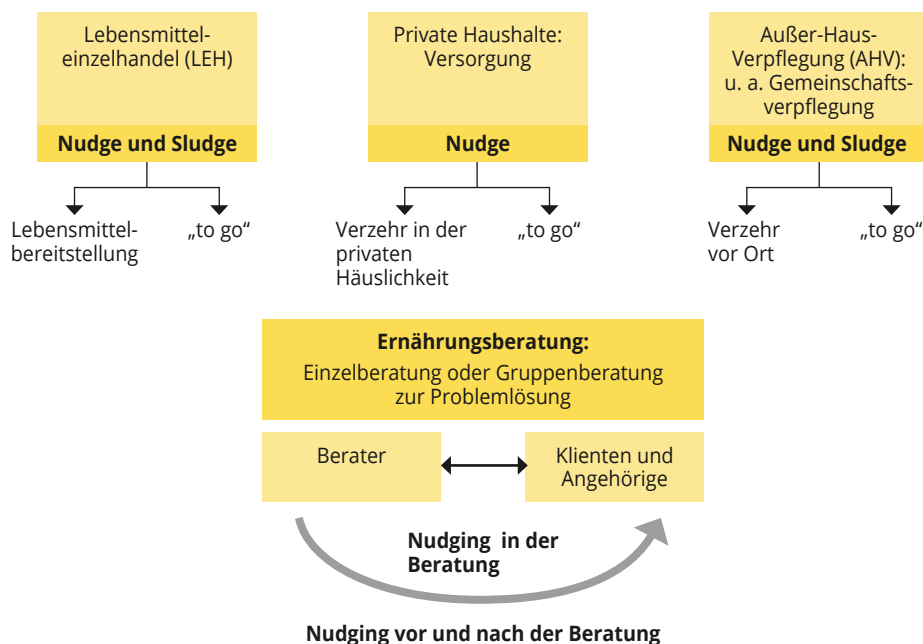 Lebensmittel-
einzelhandel (LEH)
Nudge und Sludge
Lebensmittel-
bereitstellung
„to go“
Private Haushalte:
Versorgung
Nudge
Verzehr in der
privaten
Häuslichkeit
„to go“
Außer-Haus-
Verpflegung (AHV):
u. a. Gemeinschafts-
verpflegung
Nudge und Sludge
Verzehr
vor Ort
„to go“
Ernährungsberatung:
Einzelberatung oder Gruppenberatung
zur Problemlösung
Berater
Klienten und
Angehörige
Nudging in der
Beratung
Nudging vor und nach der Beratung